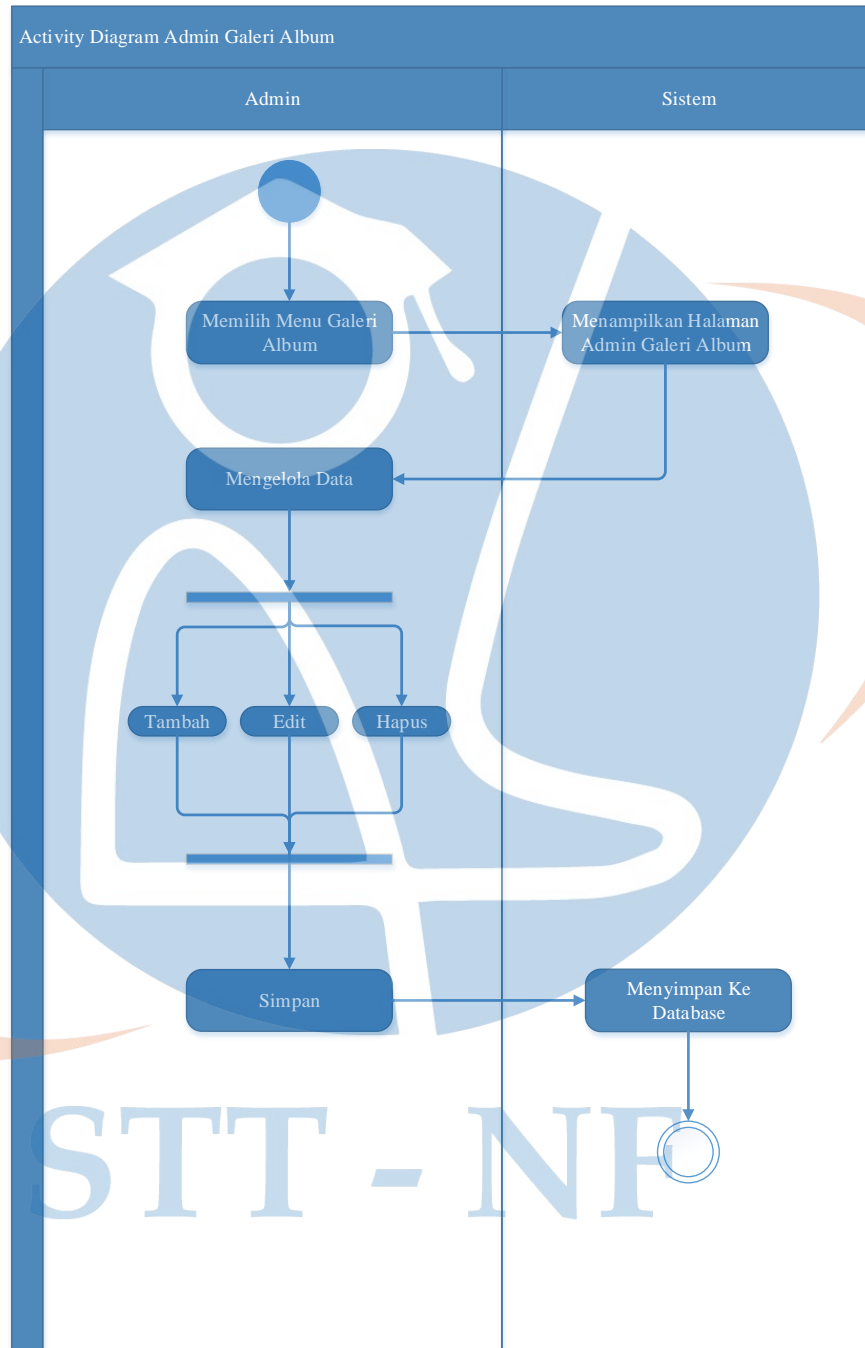 Activity Diagram Admin Galeri Album
Admin
Sistem
Memilih Menu Galeri
Album
Menampilkan Halaman
Admin Galeri Album
Mengelola Data
Tambah
Edit
Hapus
Simpan
Menyimpan Ke
Database
STT - NF